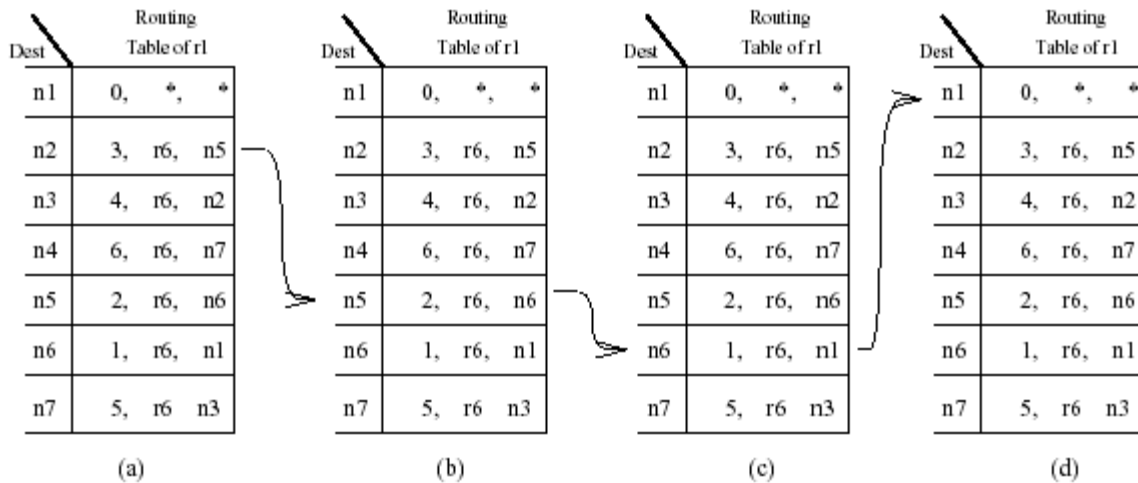 Routing Routing Routing Routing
Dest Table of r1 Dest Table of r1 Dest Table of r1 Dest Table of r1
n1 0, *, * n1 0, *, * n1 0, *, * n1 0, *, *
n2 3, r6, n5 n2 3, r6, n5 n2 3, r6, n5 n2 3, r6, n5
n3 4, r6, n2 n3 4, r6, n2 n3 4, r6, n2 n3 4, r6, n2
n4 6, r6, n7 n4 6, r6, n7 n4 6, r6, n7 n4 6, r6, n7
n5 2, r6, n6 n5 2, r6, n6 n5 2, r6, n6 n5 2, r6, n6
n6 1, r6, n1 n6 1, r6, n1 n6 1, r6, n1 n6 1, r6, n1
n7 5, r6 n3 n7 5, r6 n3 n7 5, r6 n3 n7 5, r6 n3
(a) (b) (c) (d)